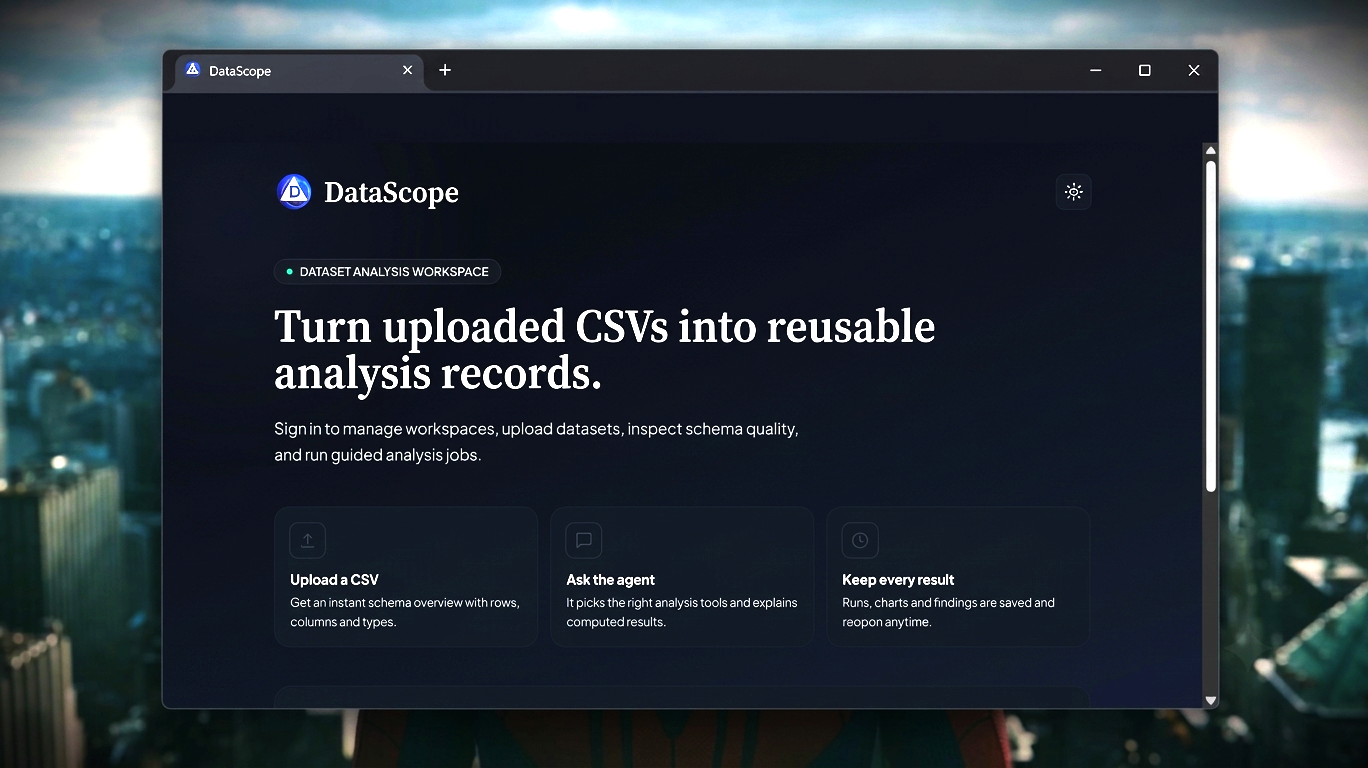 DataScope
DataScope
DATASET ANALYSIS WORKSPACE
Turn uploaded CSVs into reusable
analysis records.
Sign in to manage workspaces, upload datasets, inspect schema quality,
and run guided analysis jobs.
Upload a CSV
Get an instant schema overview with rows,
columns and types.
Ask the agent
It picks the right analysis tools and explains
computed results.
Keep every result
Runs, charts and findings are saved and
reopon anytime.